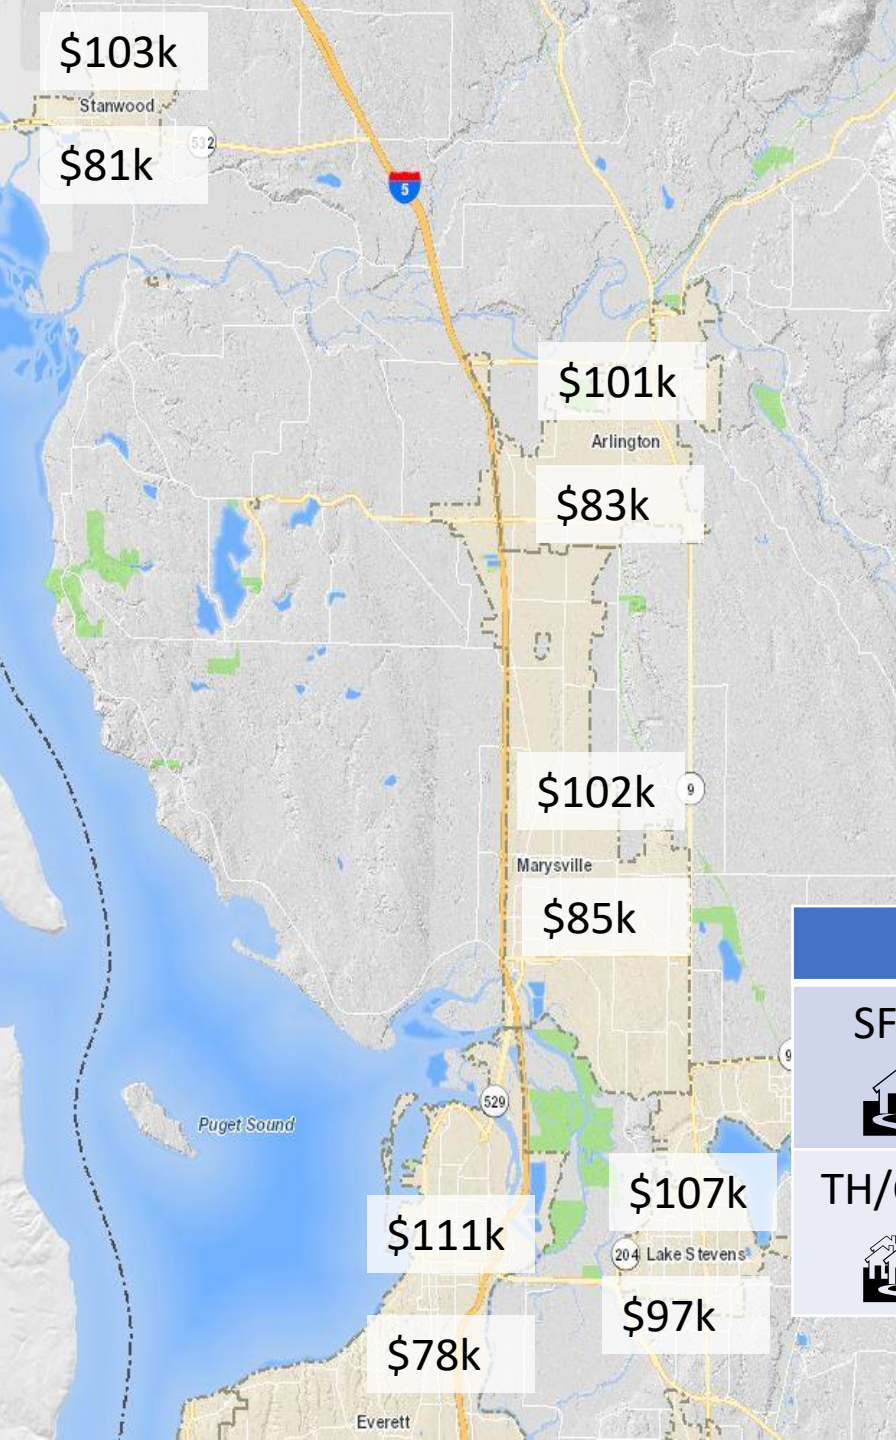 $103k
Stanwood
532
$81k
5
$101k
Arlington
$83k
$102k
9
Marysville
$85k
SF
9
529
Puget Sound
TH/
$107k
$111k
204 Lake Stevens
$97k
$78k
Everett